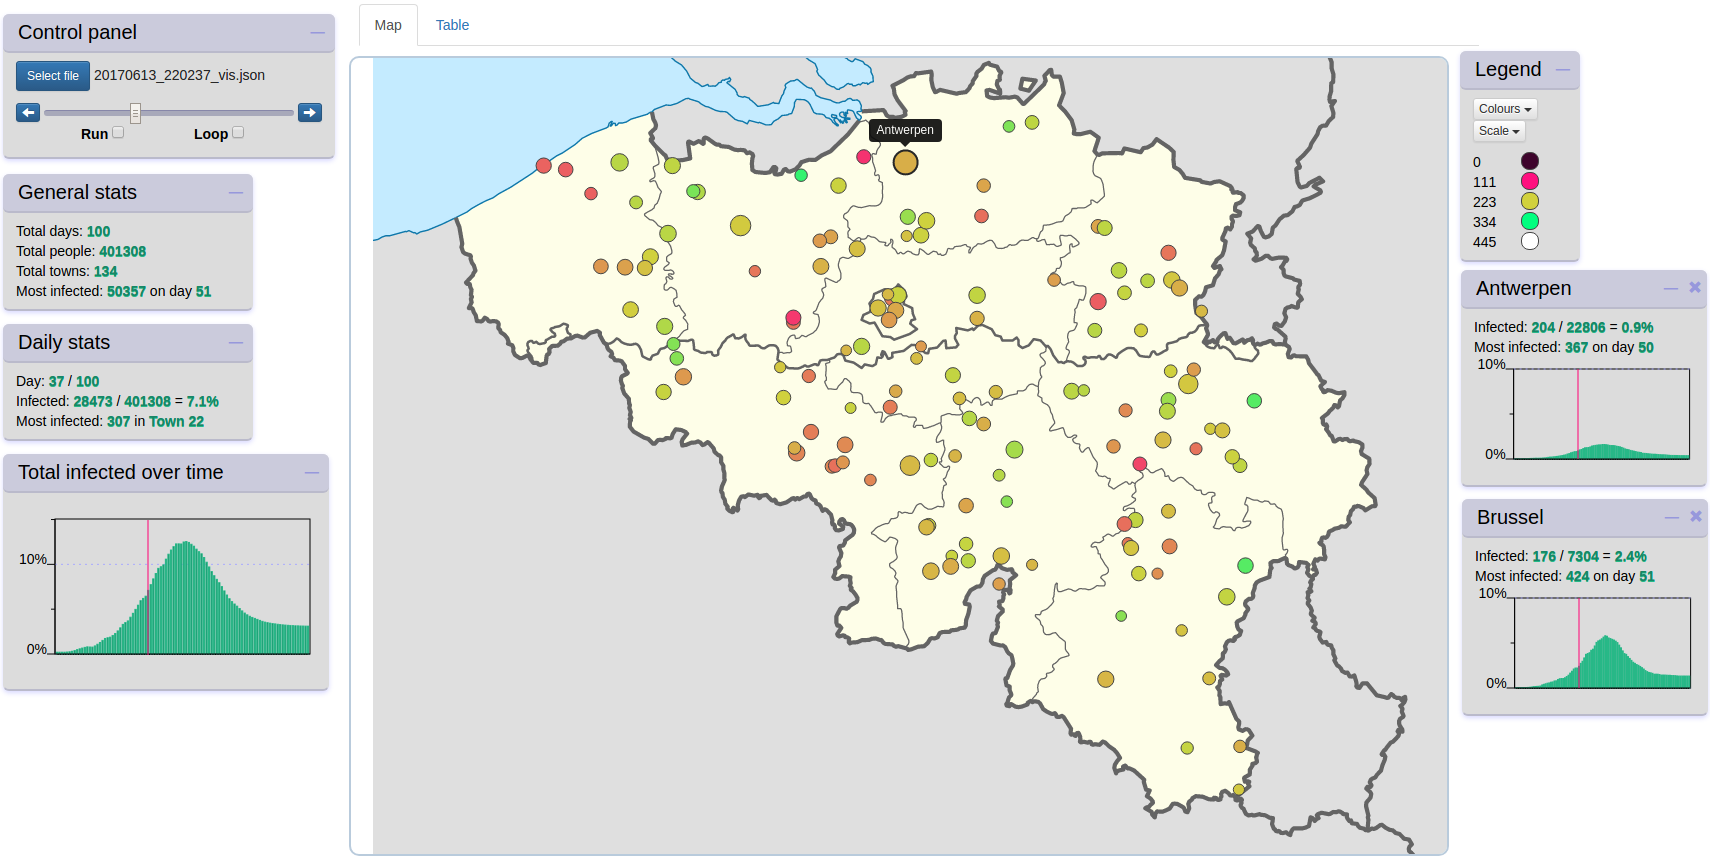 Control panel
Select file 20170613_220237_vis.json
Run
Loop
General stats
Total days: 100
Total people: 401308
Total towns: 134
Most infected: 50357 on day 51
Daily stats
Day: 37 / 100
Infected: 28473 / 401308 = 7.1%
Most infected: 307 in Town 22
Total infected over time
10%
0%
Map
Table
Antwerpen
Legend
Colours
Scale
0
111
223
334
445
Antwerpen
Infected: 204 / 22806 = 0.9%
Most infected: 367 on day 50
10%
0%
Brussel
Infected: 176 / 7304 = 2.4%
Most infected: 424 on day 51
10%
0%